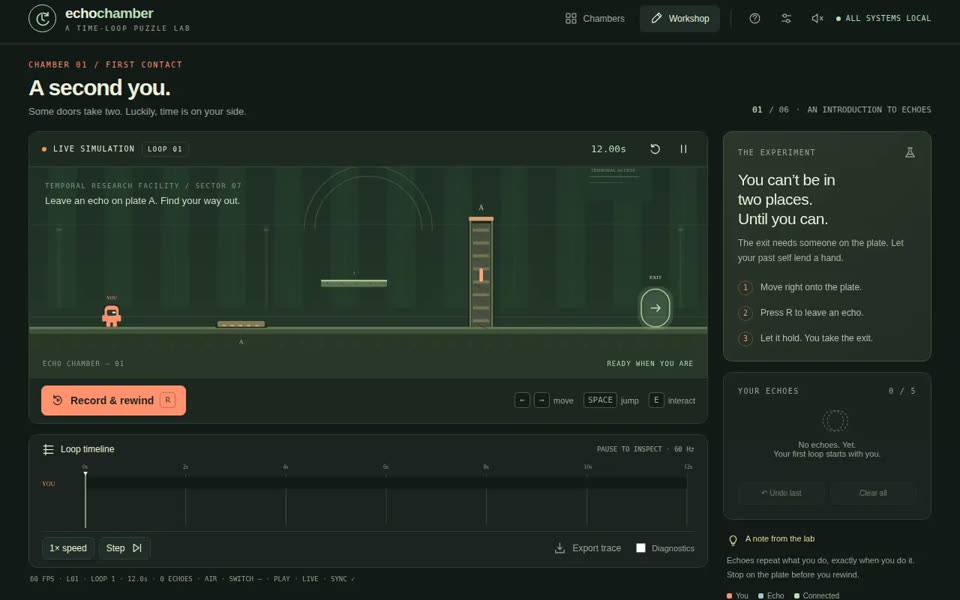 echochamber
A TIME-LOOP PUZZLE LAB
Chambers
Workshop
ALL SYSTEMS LOCAL
CHAMBER 01 / FIRST CONTACT
A second you.
Some doors take two. Luckily, time is on your side.
01 / 06 · AN INTRODUCTION TO ECHOES
LIVE SIMULATION
LOOP 01
12.00s
TEMPORAL RESEARCH FACILITY / SECTOR 07
Leave an echo on plate A. Find your way out.
TEMPORAL ACCESS
A
YOU
EXIT
A
ECHO CHAMBER — 01
READY WHEN YOU ARE
Record & rewind R
← → move SPACE jump E interact
THE EXPERIMENT
You can't be in
two places.
Until you can.
The exit needs someone on the plate. Let
your past self lend a hand.
1 Move right onto the plate.
2 Press R to leave an echo.
3 Let it hold. You take the exit.
YOUR ECHOES 0 / 5
No echoes. Yet.
Your first loop starts with you.
↶ Undo last
Clear all
Loop timeline
PAUSE TO INSPECT · 60 Hz
0s 2s 4s 6s 8s 10s 12s
YOU
1× speed
Step
Export trace
Diagnostics
60 FPS · L01 · LOOP 1 · 12.0s · 0 ECHOES · AIR · SWITCH — · PLAY · LIVE · SYNC ✓
A note from the lab
Echoes repeat what you do, exactly when you do it.
Stop on the plate before you rewind.
You Echo Connected